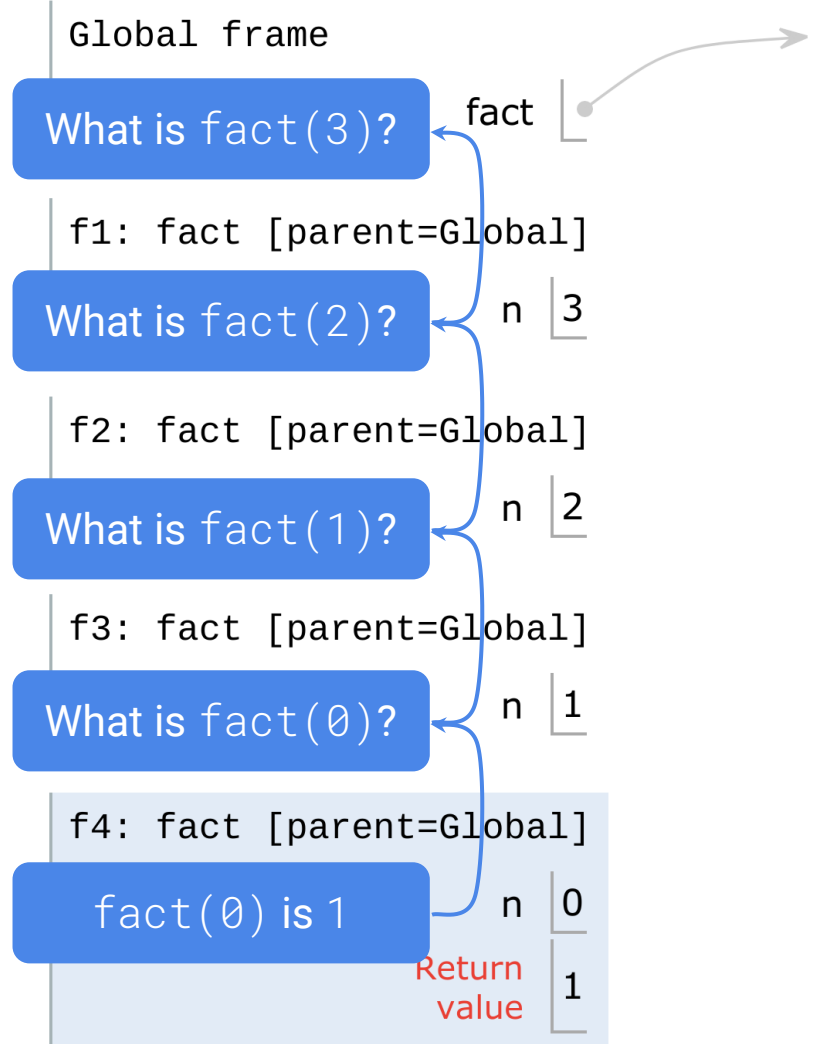 Global frame
What is fact(3)?
fact
f1: fact [parent=Global]
What is fact(2)?
n 3
f2: fact [parent=Global]
What is fact(1)?
n 2
f3: fact [parent=Global]
What is fact(0)?
n 1
f4: fact [parent=Global]
fact(0) is 1
n 0
Return
value
1